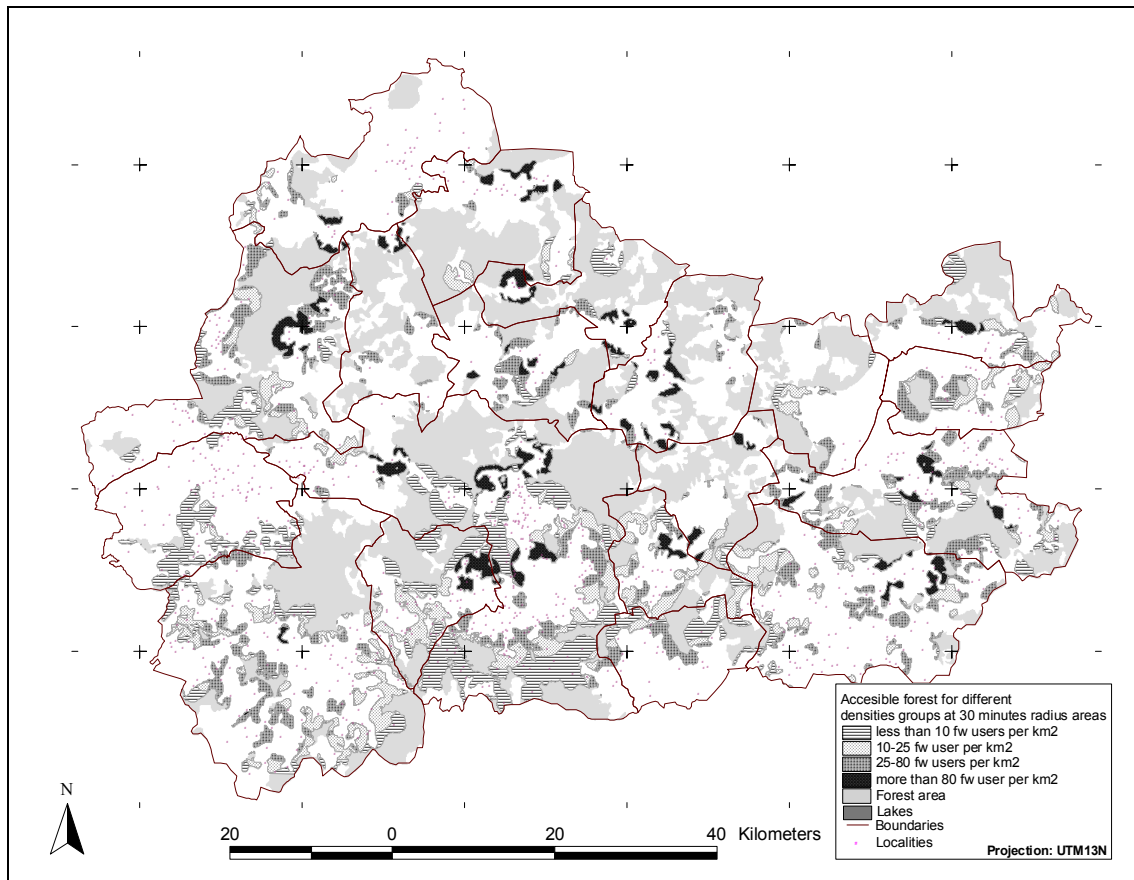 Accesible forest for different
densities groups at 30 minutes radius areas
less than 10 fw users per km2
10-25 fw user per km2
25-80 fw users per km2
more than 80 fw user per km2
Forest area
Lakes
Boundaries
Localities
Projection: UTM13N
N
20 0 20 40 Kilometers